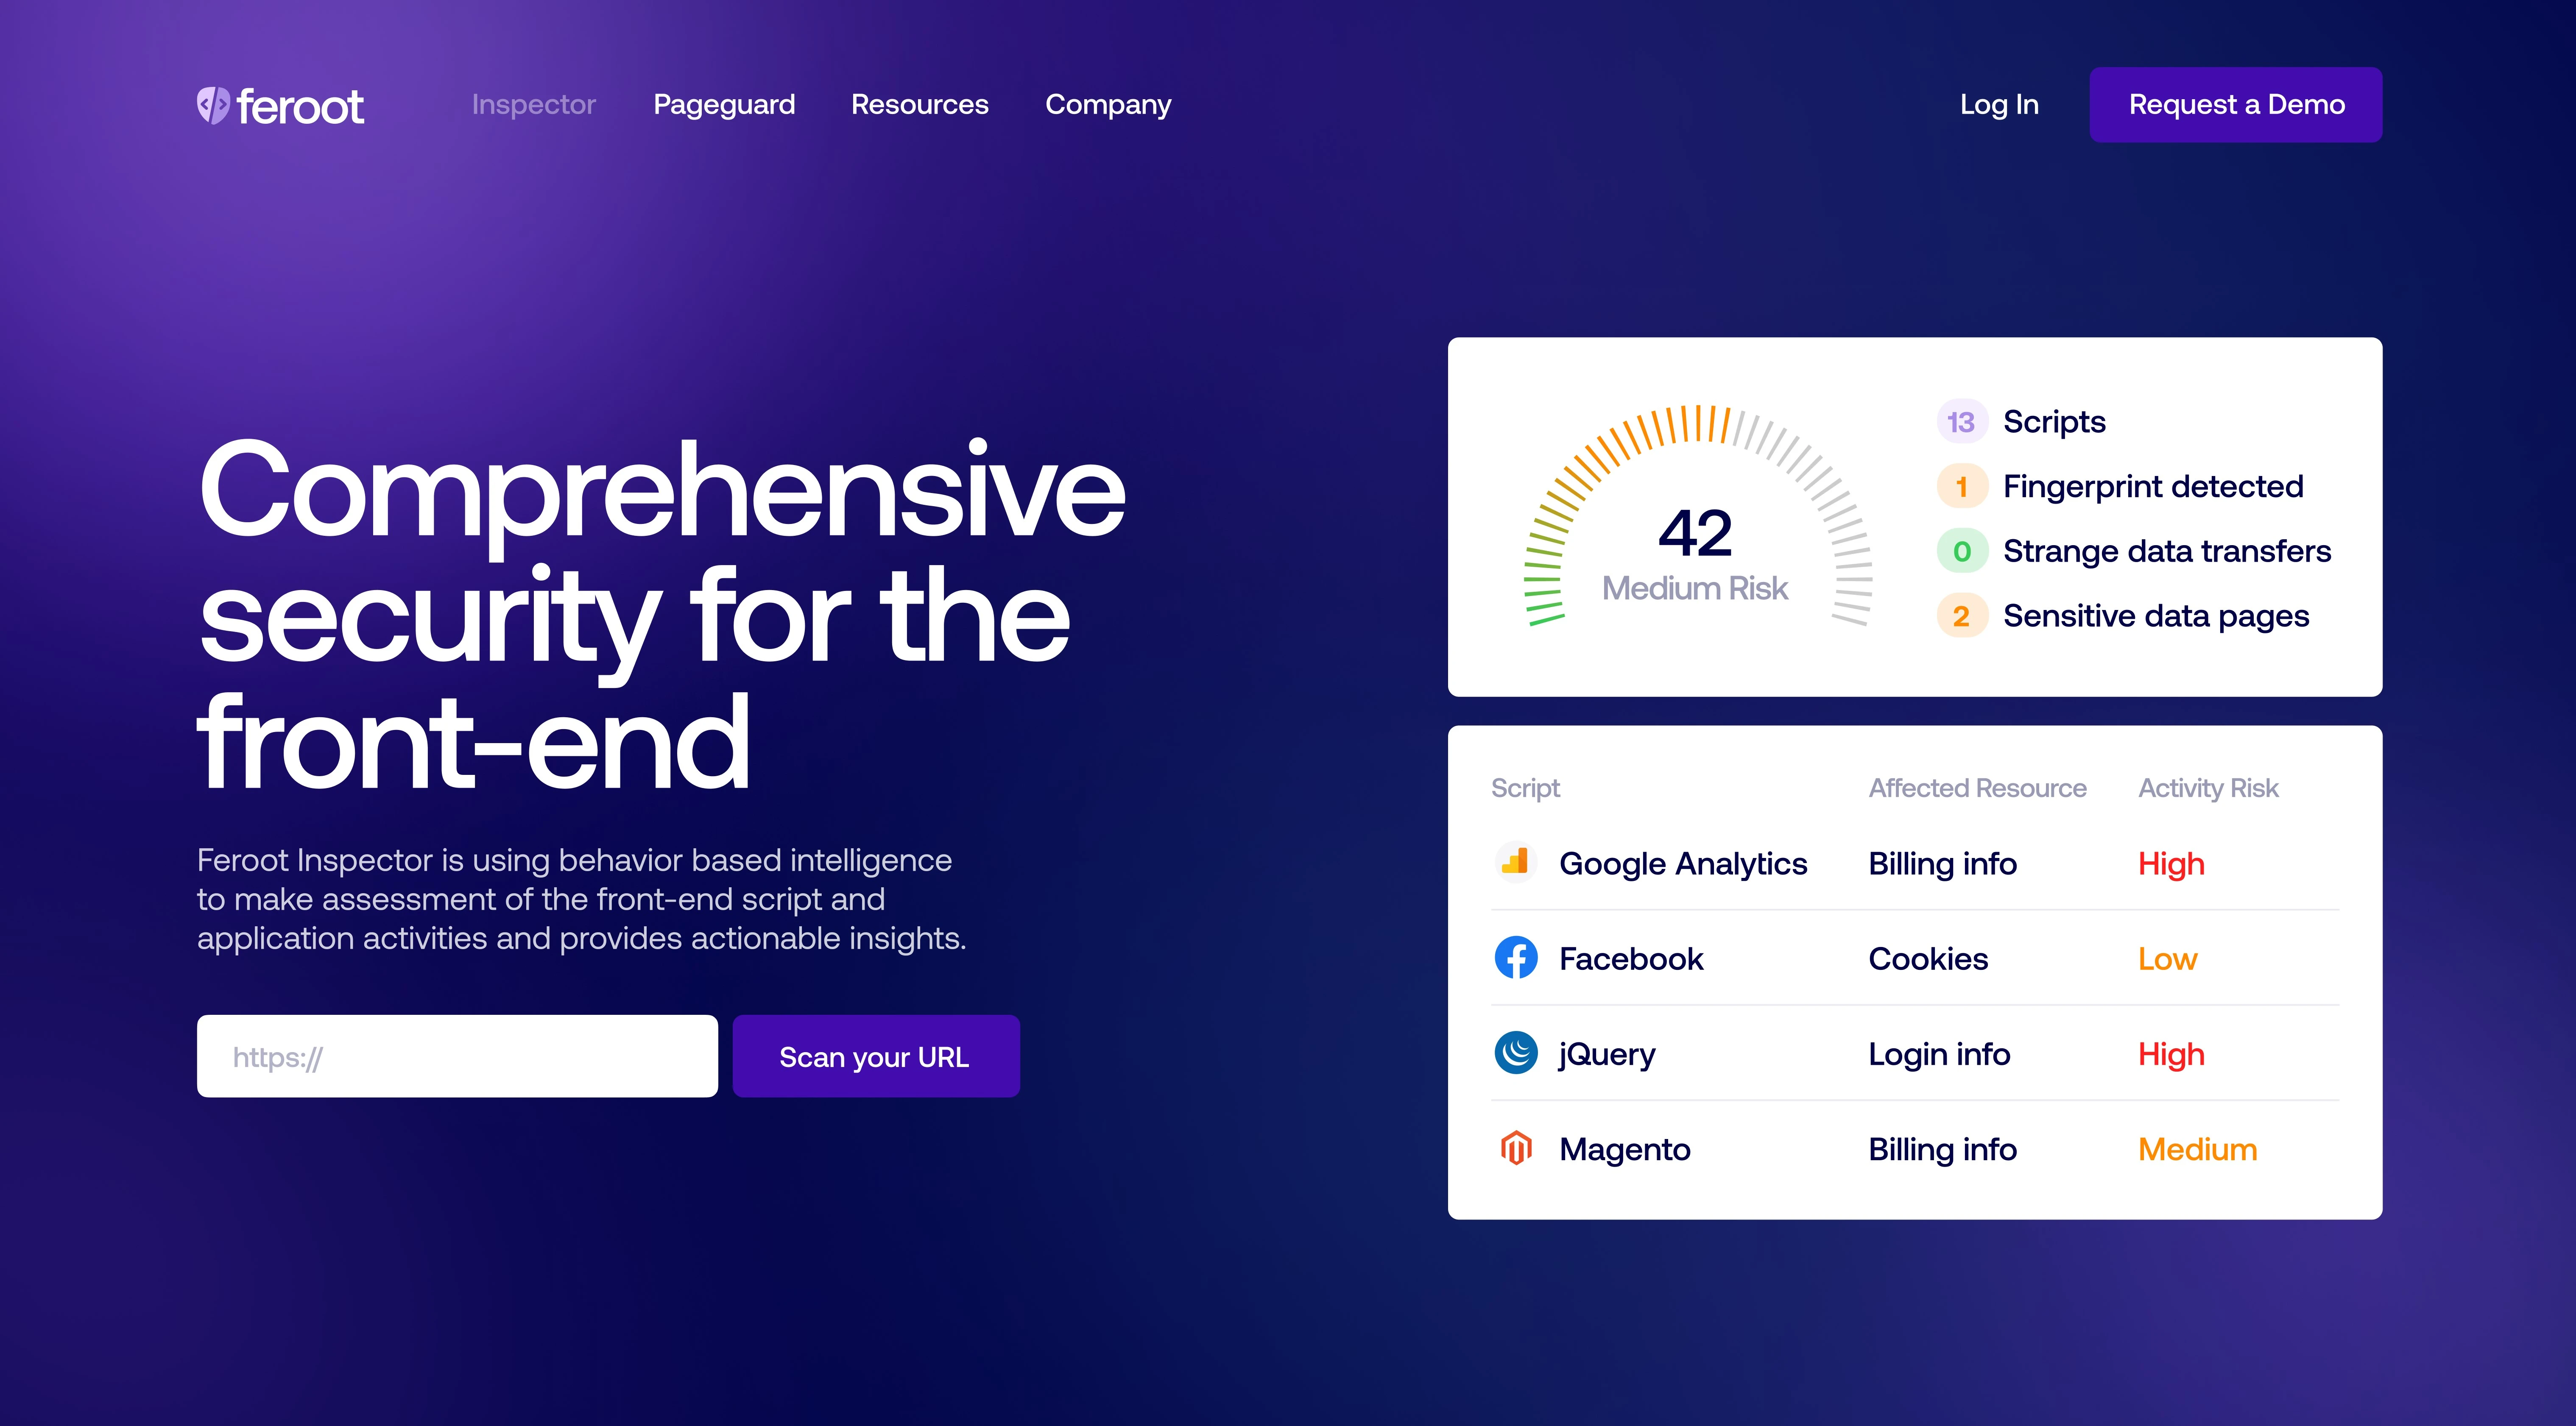 feroot
Inspector
Pageguard
Resources
Company
Log In
Request a Demo
Comprehensive
security for the
front-end
Feroot Inspector is using behavior based intelligence
to make assessment of the front-end script and
application activities and provides actionable insights.
https://
Scan your URL
42
Medium Risk
13 Scripts
1 Fingerprint detected
0 Strange data transfers
2 Sensitive data pages
Script Affected Resource Activity Risk
Google Analytics Billing info High
Facebook Cookies Low
jQuery Login info High
Magento Billing info Medium